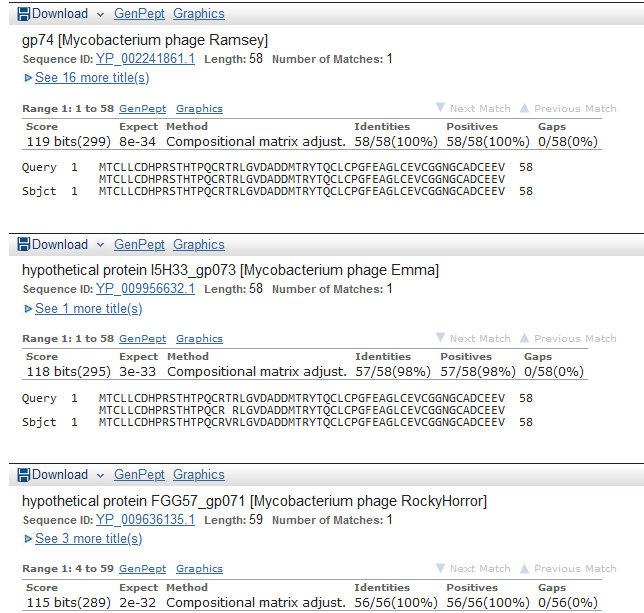 Download GenPept Graphics
gp74 [Mycobacterium phage Ramsey]
Sequence ID: YP_002241861.1 Length: 58 Number of Matches: 1
See 16 more title(s)
Range 1: 1 to 58 GenPept Graphics Next Match Previous Match
Score Expect Method Identities Positives Gaps
119 bits(299) 8e-34 Compositional matrix adjust. 58/58(100%) 58/58(100%) 0/58(0%)
Query 1 MTCLLCDHPRSTHTPQCRTRLGVDADDMTRYTQCLCPGFEAGLCEVCGGNGCADCEEV 58
MTCLLCDHPRSTHTPQCRTRLGVDADDMTRYTQCLCPGFEAGLCEVCGGNGCADCEEV
Sbjct 1 MTCLLCDHPRSTHTPQCRTRLGVDADDMTRYTQCLCPGFEAGLCEVCGGNGCADCEEV 58
Download GenPept Graphics
hypothetical protein I5H33_gp073 [Mycobacterium phage Emma]
Sequence ID: YP_009956632.1 Length: 58 Number of Matches: 1
See 1 more title(s)
Range 1: 1 to 58 GenPept Graphics Next Match Previous Match
Score Expect Method Identities Positives Gaps
118 bits(295) 3e-33 Compositional matrix adjust. 57/58(98%) 57/58(98%) 0/58(0%)
Query 1 MTCLLCDHPRSTHTPQCRTRLGVDADDMTRYTQCLCPGFEAGLCEVCGGNGCADCEEV 58
MTCLLCDHPRSTHTPQCR RLGVDADDMTRYTQCLCPGFEAGLCEVCGGNGCADCEEV
Sbjct 1 MTCLLCDHPRSTHTPQCRVRLGVDADDMTRYTQCLCPGFEAGLCEVCGGNGCADCEEV 58
Download GenPept Graphics
hypothetical protein FGG57_gp071 [Mycobacterium phage RockyHorror]
Sequence ID: YP_009636135.1 Length: 59 Number of Matches: 1
See 3 more title(s)
Range 1: 4 to 59 GenPept Graphics Next Match Previous Match
Score Expect Method Identities Positives Gaps
115 bits(289) 2e-32 Compositional matrix adjust. 56/56(100%) 56/56(100%) 0/56(0%)